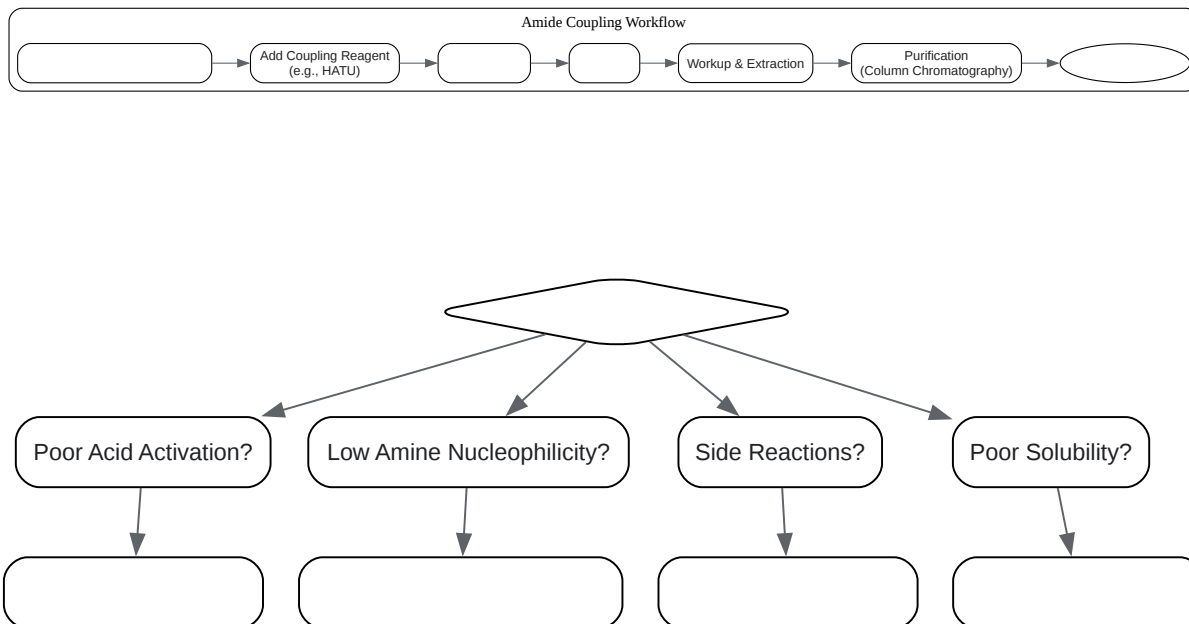 Amide Coupling Workflow
Add Coupling Reagent
(e.g., HATU)
Workup & Extraction
Purification
(Column Chromatography)
Poor Acid Activation?
Low Amine Nucleophilicity?
Side Reactions?
Poor Solubility?